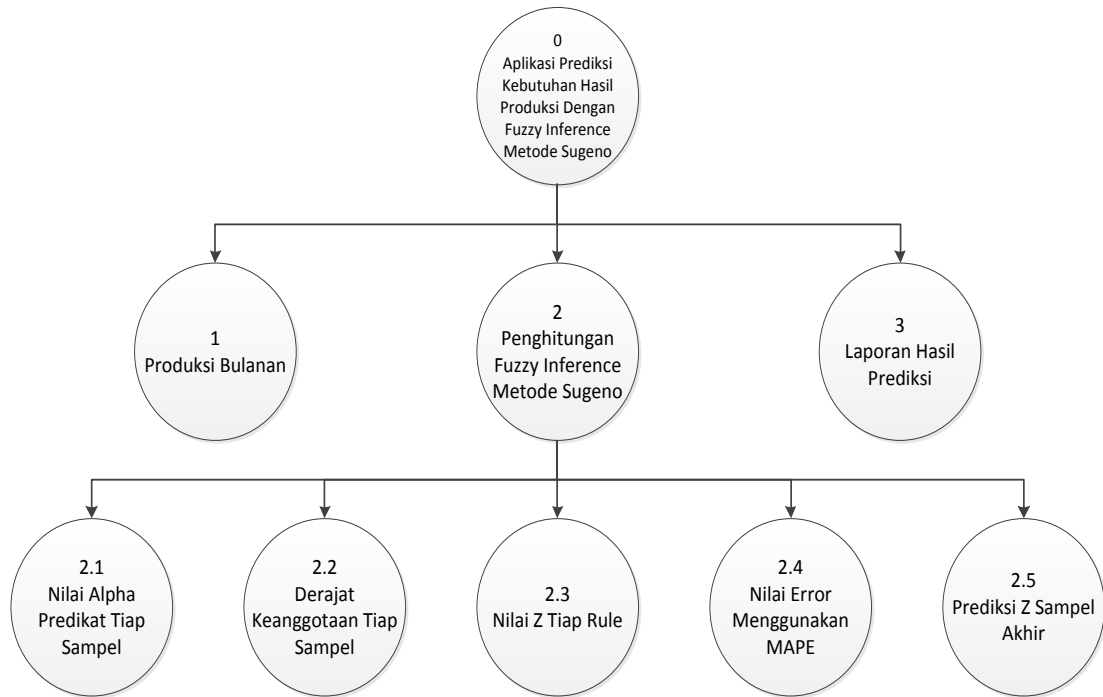 0
Aplikasi Prediksi
Kebutuhan Hasil
Produksi Dengan
Fuzzy Inference
Metode Sugeno
1
Produksi Bulanan
2
Penghitungan
Fuzzy Inference
Metode Sugeno
3
Laporan Hasil
Prediksi
2.1
Nilai Alpha
Predikat Tiap
Sampel
2.2
Derajat
Keanggotaan Tiap
Sampel
2.3
Nilai Z Tiap Rule
2.4
Nilai Error
Menggunakan
MAPE
2.5
Prediksi Z Sampel
Akhir